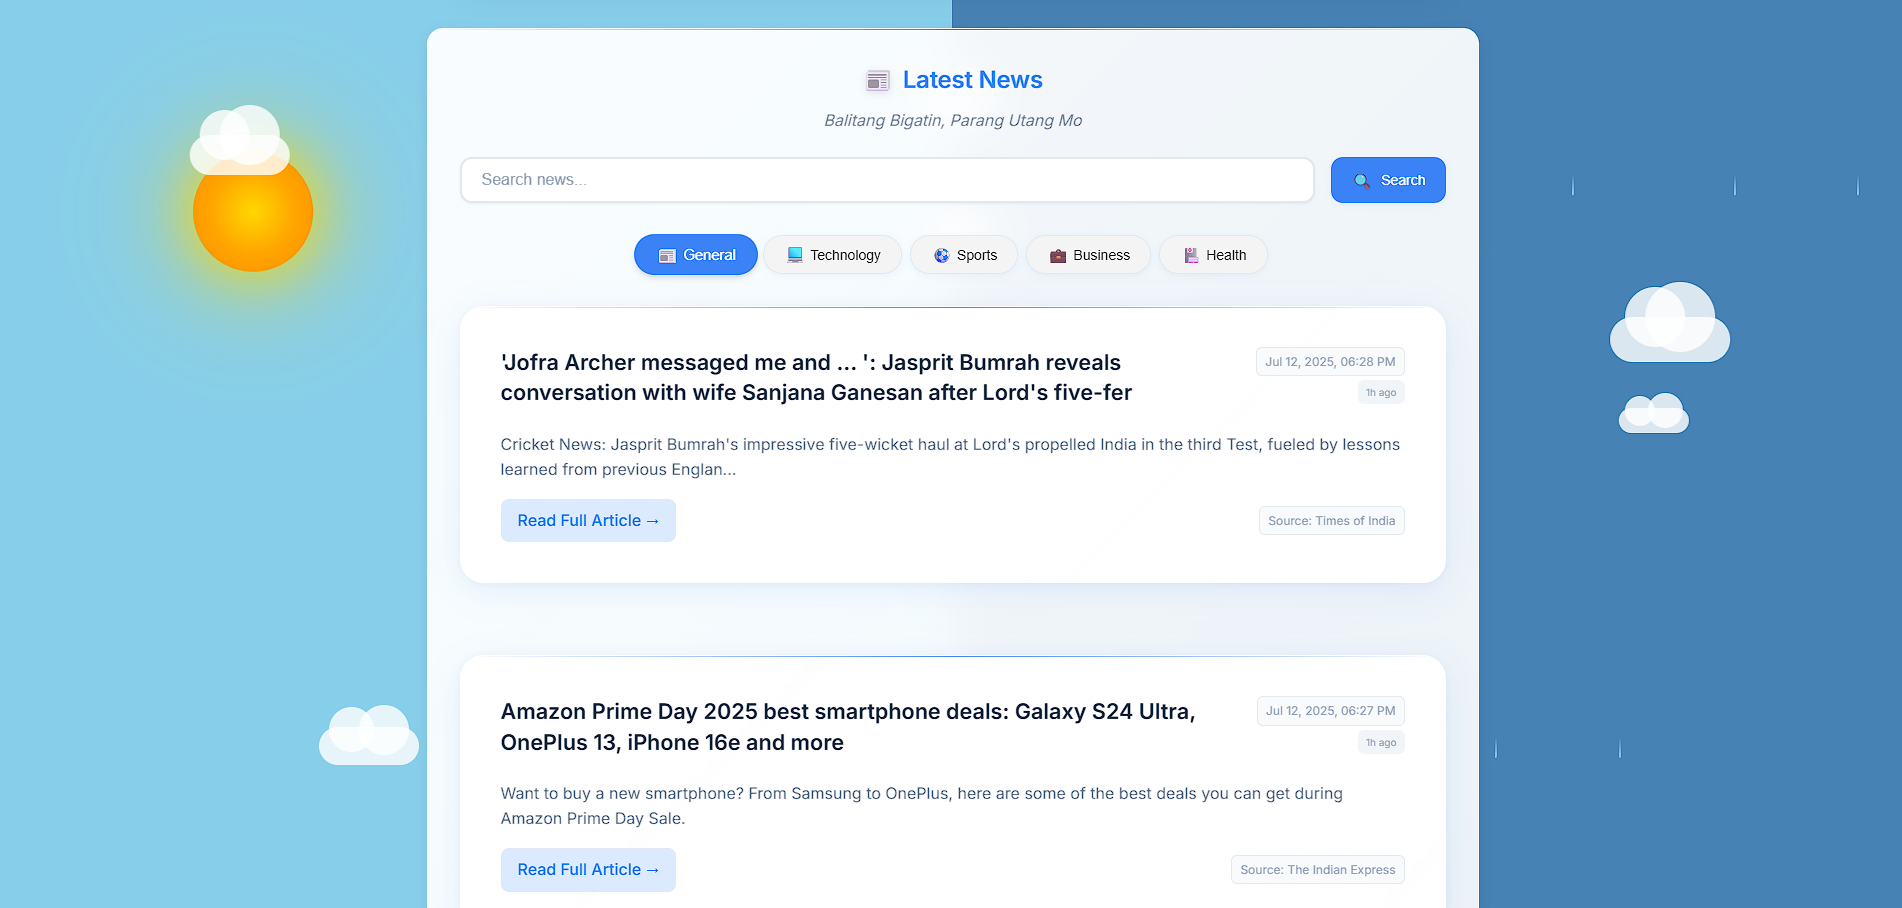 Latest News
Balitang Bigatin, Parang Utang Mo
Search news...
Search
General
Technology
Sports
Business
Health
'Jofra Archer messaged me and ... ': Jasprit Bumrah reveals
conversation with wife Sanjana Ganesan after Lord's five-fer
Jul 12, 2025, 06:28 PM
1h ago
Cricket News: Jasprit Bumrah's impressive five-wicket haul at Lord's propelled India in the third Test, fueled by lessons
learned from previous Englan...
Read Full Article →
Source: Times of India
Amazon Prime Day 2025 best smartphone deals: Galaxy S24 Ultra,
OnePlus 13, iPhone 16e and more
Jul 12, 2025, 06:27 PM
1h ago
Want to buy a new smartphone? From Samsung to OnePlus, here are some of the best deals you can get during
Amazon Prime Day Sale.
Read Full Article →
Source: The Indian Express